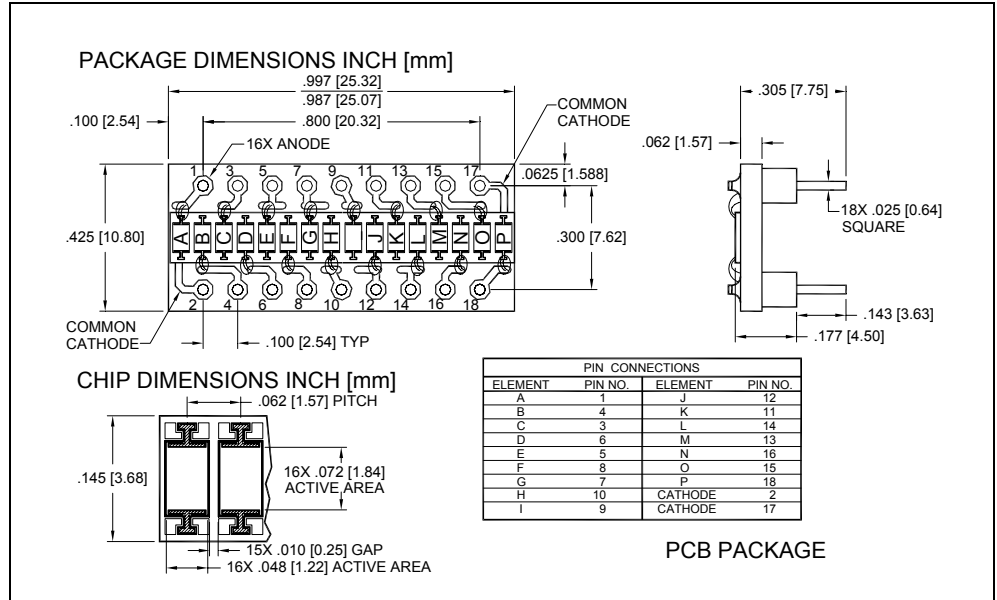 PACKAGE DIMENSIONS INCH [mm]
.997 [25.32]
.987 [25.07]
.100 [2.54]
.800 [20.32]
COMMON
CATHODE
16X ANODE
1 3 5 7 9 11 13 15 17
.0625 [1.588]
.425 [10.80]
A B C D E F G H I J K L M N O P
.300 [7.62]
2 4 6 8 10 12 14 16 18
COMMON
CATHODE
.100 [2.54] TYP
.305 [7.75]
.062 [1.57]
18X .025 [0.64]
SQUARE
.143 [3.63]
.177 [4.50]
CHIP DIMENSIONS INCH [mm]
.062 [1.57] PITCH
.145 [3.68]
16X .072 [1.84]
ACTIVE AREA
15X .010 [0.25] GAP
16X .048 [1.22] ACTIVE AREA
PIN CONNECTIONS
ELEMENT PIN NO. ELEMENT PIN NO.
A 1 J 12
B 4 K 11
C 3 L 14
D 6 M 13
E 5 N 16
F 8 O 15
G 7 P 18
H 10 CATHODE 2
I 9 CATHODE 17
PCB PACKAGE